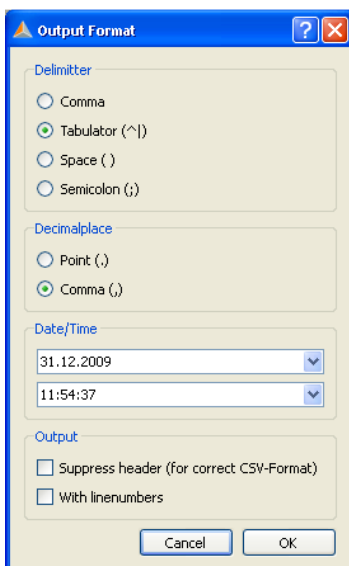 Output Format
Delimitter
Comma
Tabulator (^|)
Space ( )
Semicolon (;)
Decimalplace
Point (.)
Comma (,)
Date/Time
31.12.2009
11:54:37
Output
Suppress header (for correct CSV-Format)
With linenumbers
Cancel OK